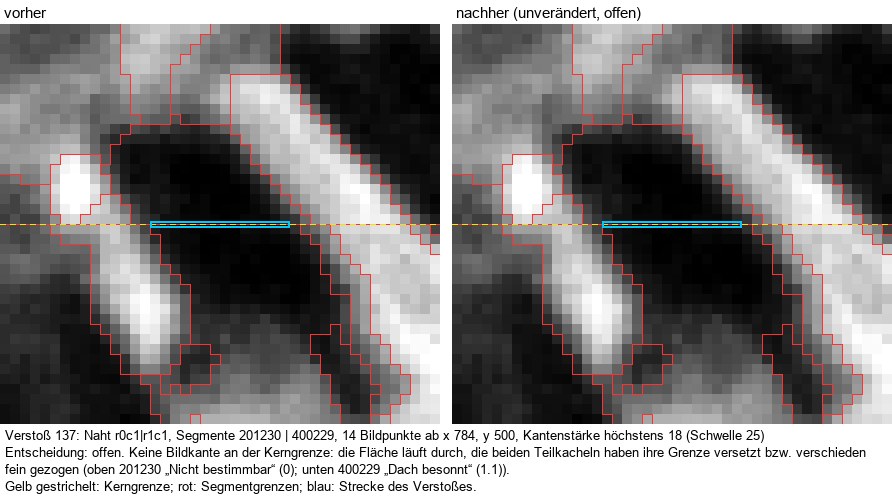 vorher
nachher (unverändert, offen)
Verstoß 137: Naht r0c1|r1c1, Segmente 201230 | 400229, 14 Bildpunkte ab x 784, y 500, Kantenstärke höchstens 18 (Schwelle 25)
Entscheidung: offen. Keine Bildkante an der Kerngrenze: die Fläche läuft durch, die beiden Teilkacheln haben ihre Grenze versetzt bzw. verschieden
fein gezogen (oben 201230 „Nicht bestimmbar“ (0); unten 400229 „Dach besonnt“ (1.1)).
Gelb gestrichelt: Kerngrenze; rot: Segmentgrenzen; blau: Strecke des Verstoßes.